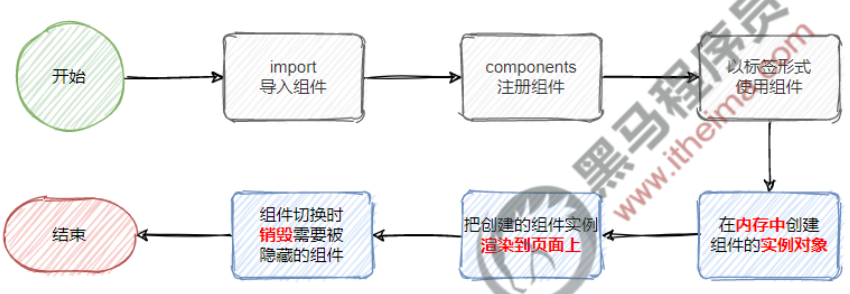 开始
import
导入组件
components
注册组件
以标签形式
使用组件
在内存中创建
组件的实例对象
把创建的组件实例
渲染到页面上
组件切换时
销毁需要被
隐藏的组件
结束
黑马程序员
www.itheima.com